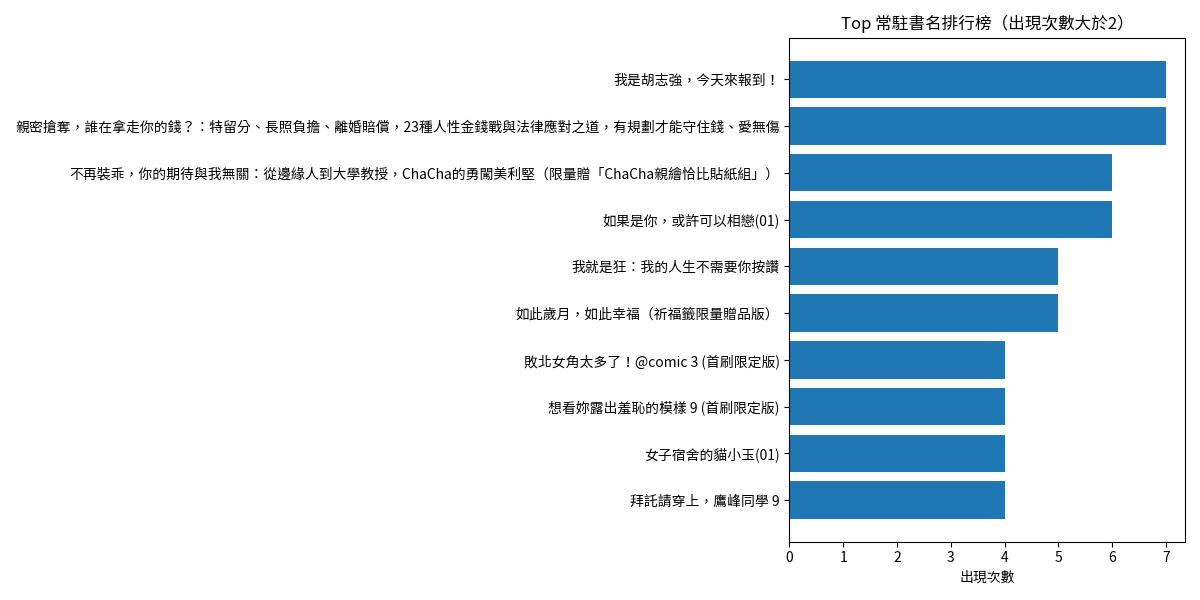 Top 常駐書名排行榜（出現次數大於2）
我是胡志強，今天來報到！
親密搶奪，誰在拿走你的錢？：特留分、長照負擔、離婚賠償，23種人性金錢戰與法律應對之道，有規劃才能守住錢、愛無傷
不再裝乖，你的期待與我無關：從邊緣人到大學教授，ChaCha的勇闖美利堅（限量贈「ChaCha親繪恰比貼紙組」）
如果是你，或許可以相戀(01)
我就是狂：我的人生不需要你按讚
如此歲月，如此幸福（祈福籤限量贈品版）
敗北女角太多了！@comic 3 (首刷限定版)
想看妳露出羞恥的模樣 9 (首刷限定版)
女子宿舍的貓小玉(01)
拜託請穿上，鷹峰同學 9
0 1 2 3 4 5 6 7
出現次數